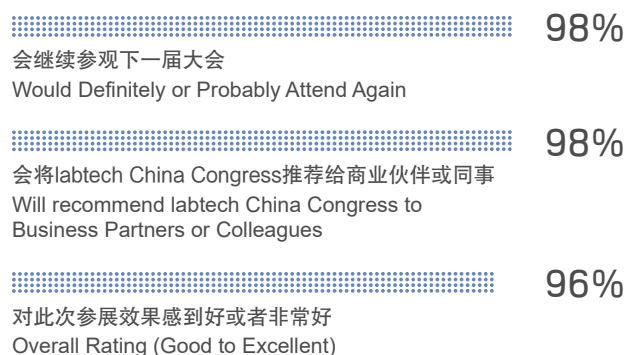 98%
会继续参观下一届大会
Would Definitely or Probably Attend Again
98%
会将labtech China Congress推荐给商业伙伴或同事
Will recommend labtech China Congress to
Business Partners or Colleagues
96%
对此次参展效果感到好或者非常好
Overall Rating (Good to Excellent)